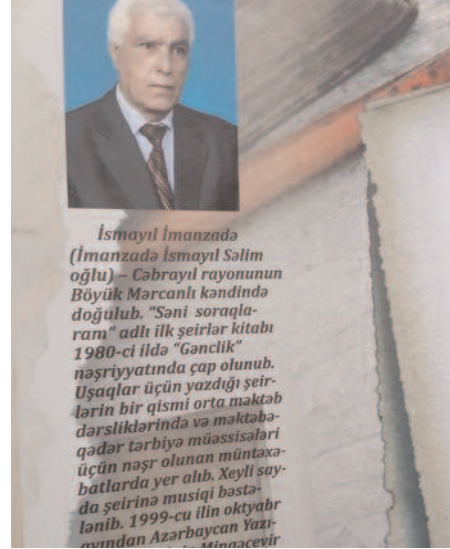 İsmayıl İmanzadə
(İmanzadə İsmayıl Səlim
oğlu) – Cəbrayıl rayonunun
Böyük Mərcanlı kəndində
doğulub. "Səni soraqla-
ram" adlı ilk şeirlər kitabı
1980-ci ildə "Gənclik"
nəşriyyatında çap olunub.
Uşaqlar üçün yazdığı şeir-
lərin bir qismi orta məktəb
dərsliklərində və məktəbə-
qədər tərbiyə müəssisələri
üçün nəşr olunan müntəxə-
batlarda yer alıb. Xeyli say-
da şeirinə musiqi bəstə-
lənib. 1999-cu ilin oktyabr
ayından Azərbaycan Yazı-
Mingəçevir